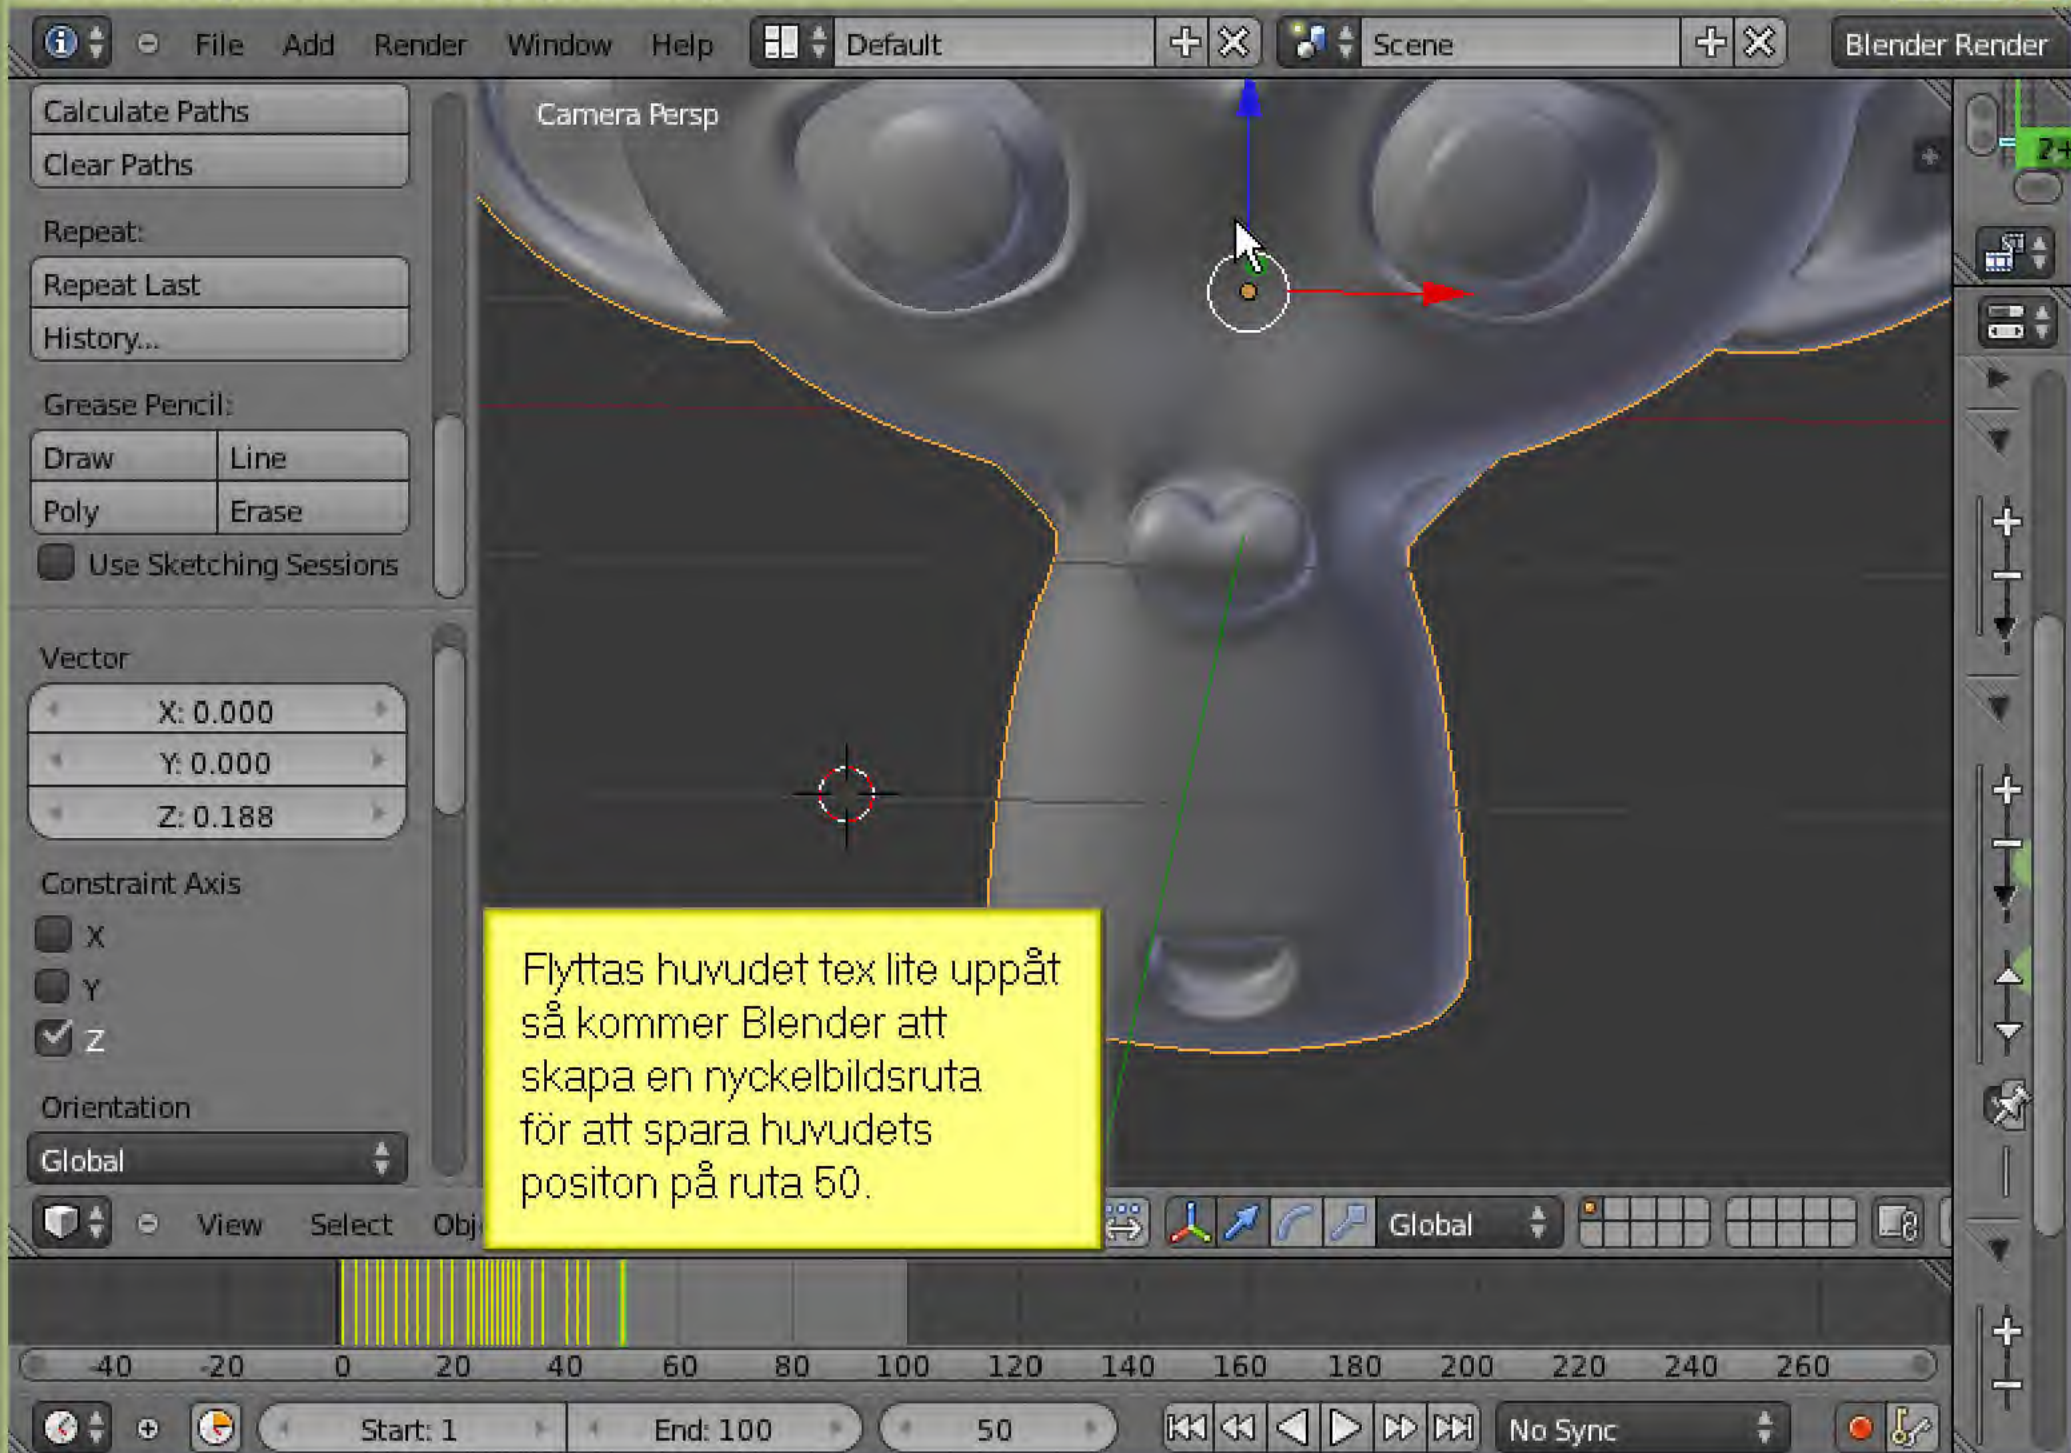 File Add Render Window Help Default Scene Blender Render
Calculate Paths
Clear Paths
Repeat:
Repeat Last
History...
Grease Pencil:
Draw Line
Poly Erase
Use Sketching Sessions
Vector
X: 0.000
Y: 0.000
Z: 0.188
Constraint Axis
X
Y
Z
Orientation
Global
Camera Persp
2+
Flyttas huvudet tex lite uppåt
så kommer Blender att
skapa en nyckelbildsruta
för att spara huvudets
positon på ruta 50.
View Select Obj Global
-40 -20 0 20 40 60 80 100 120 140 160 180 200 220 240 260
Start: 1 End: 100 50 No Sync